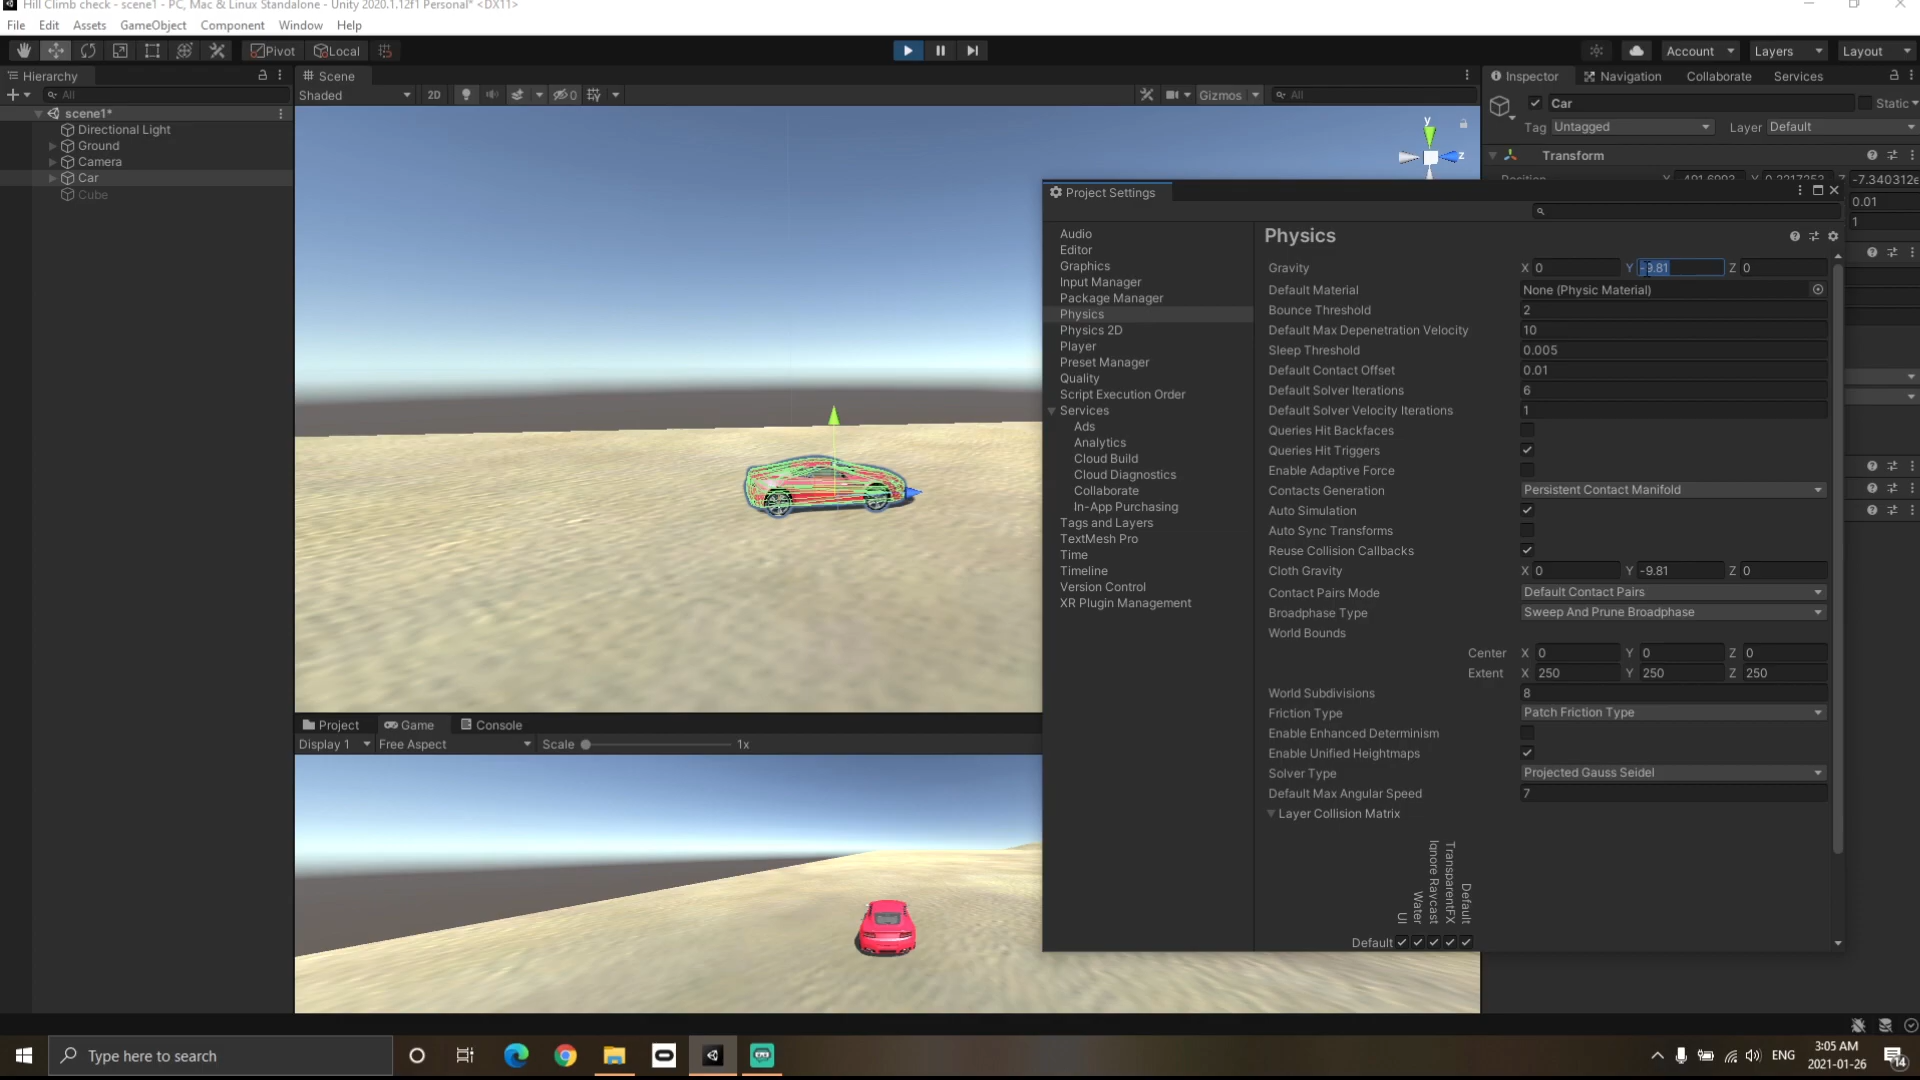 Hill Climb check - scene1 - PC, Mac & Linux Standalone - Unity 2020.1.12f1 Personal* <DX11>
File Edit Assets GameObject Component Window Help
Pivot Local Account Layers Layout
Hierarchy
All
scene1*
Directional Light
Ground
Camera
Car
Cube
Scene
Shaded 2D 0 Gizmos All
y
z
Inspector Navigation Collaborate Services
Car Static
Tag Untagged Layer Default
Transform
Position X -491.6993 Y 0.2217253 Z -7.340312e
0.01
1
Project Settings
Audio
Editor
Graphics
Input Manager
Package Manager
Physics
Physics 2D
Player
Preset Manager
Quality
Script Execution Order
Services
Ads
Analytics
Cloud Build
Cloud Diagnostics
Collaborate
In-App Purchasing
Tags and Layers
TextMesh Pro
Time
Timeline
Version Control
XR Plugin Management
Physics
Gravity X 0 Y -9.81 Z 0
Default Material None (Physic Material)
Bounce Threshold 2
Default Max Depenetration Velocity 10
Sleep Threshold 0.005
Default Contact Offset 0.01
Default Solver Iterations 6
Default Solver Velocity Iterations 1
Queries Hit Backfaces
Queries Hit Triggers
Enable Adaptive Force
Contacts Generation Persistent Contact Manifold
Auto Simulation
Auto Sync Transforms
Reuse Collision Callbacks
Cloth Gravity X 0 Y -9.81 Z 0
Contact Pairs Mode Default Contact Pairs
Broadphase Type Sweep And Prune Broadphase
World Bounds
Center X 0 Y 0 Z 0
Extent X 250 Y 250 Z 250
World Subdivisions 8
Friction Type Patch Friction Type
Enable Enhanced Determinism
Enable Unified Heightmaps
Solver Type Projected Gauss Seidel
Default Max Angular Speed 7
Layer Collision Matrix
UI
Water
Ignore Raycast
TransparentFX
Default
Default
Project Game Console
Display 1 Free Aspect Scale 1x
Type here to search
ENG
3:05 AM
2021-01-26
14